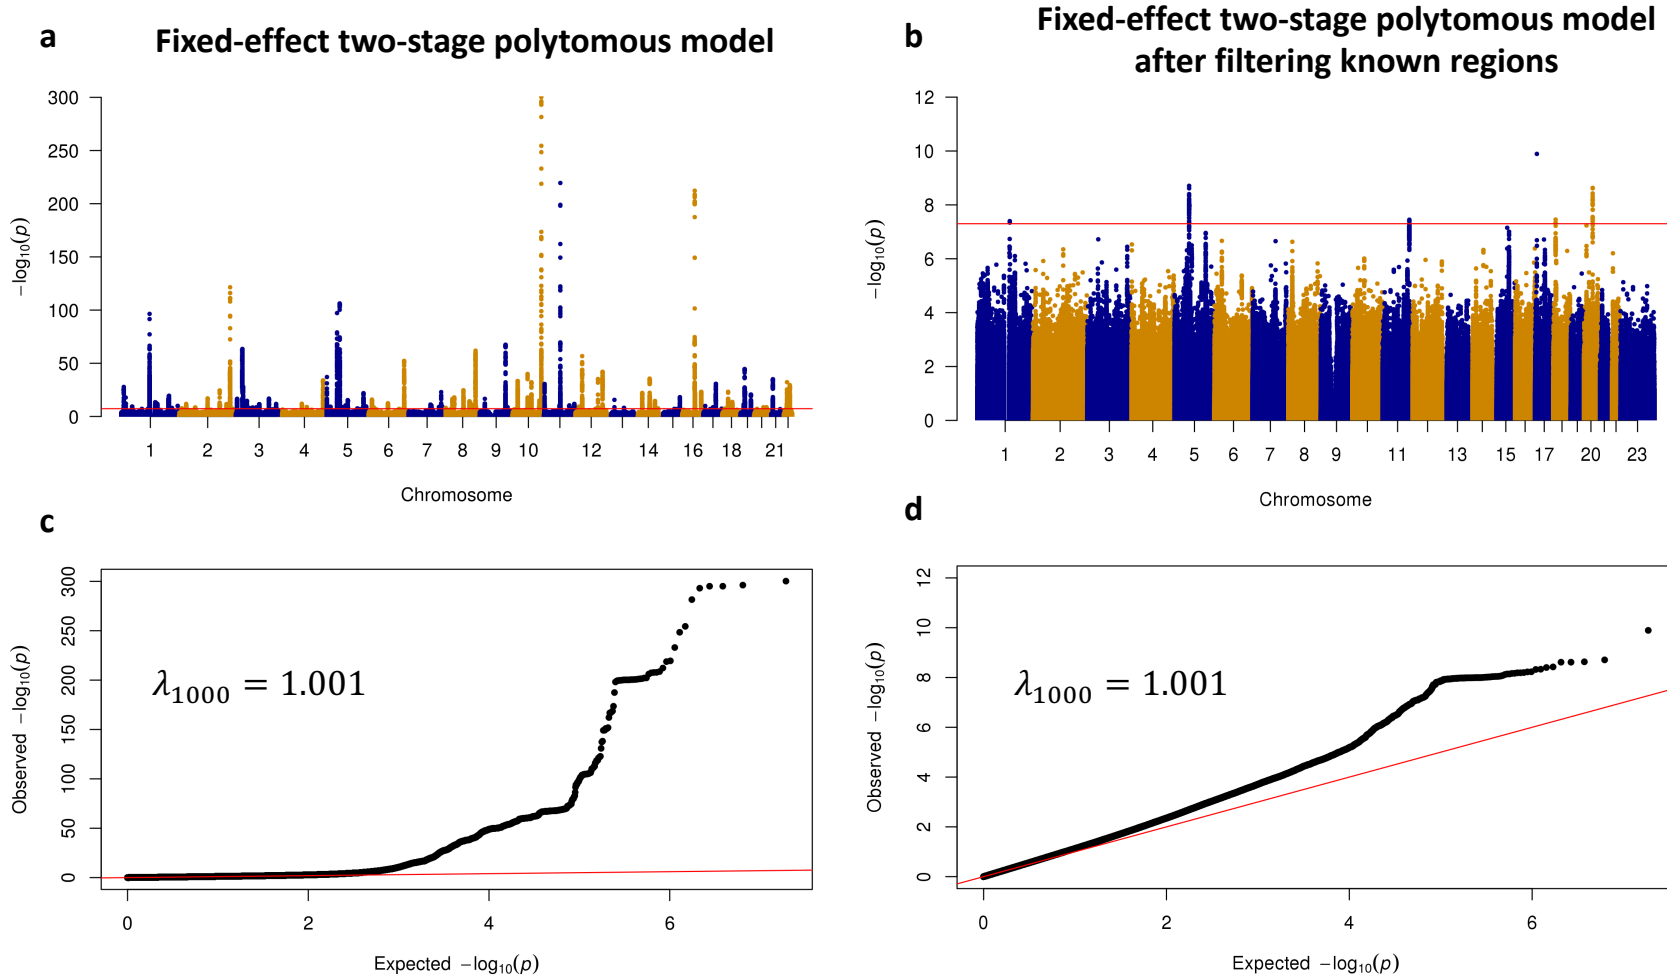 a
Fixed-effect two-stage polytomous model
300
250
200
150
100
50
0
−log10(p)
1 2 3 4 5 6 7 8 9 10 12 14 16 18 21
Chromosome
b
Fixed-effect two-stage polytomous model
after filtering known regions
12
10
8
6
4
2
0
−log10(p)
1 2 3 4 5 6 7 8 9 11 13 15 17 20 23
Chromosome
c
300
250
200
150
100
50
0
Observed −log10(p)
λ1000 = 1.001
0 2 4 6
Expected −log10(p)
d
12
10
8
6
4
2
0
Observed −log10(p)
λ1000 = 1.001
0 2 4 6
Expected −log10(p)